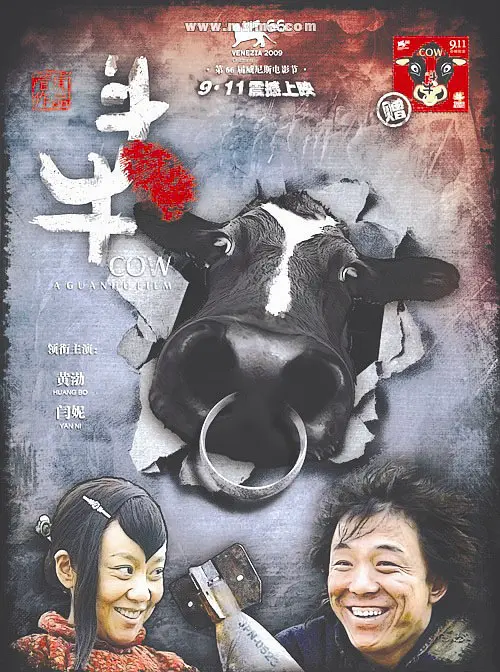 www.mtime.com
66
VENEZIA 2009
·第66届威尼斯电影节·
9·11震撼上映
COW
9.11
赠
斗牛
COW
A GUAN HU FILM
领衔主演:
黄渤
HUANG BO
闫妮
YAN NI